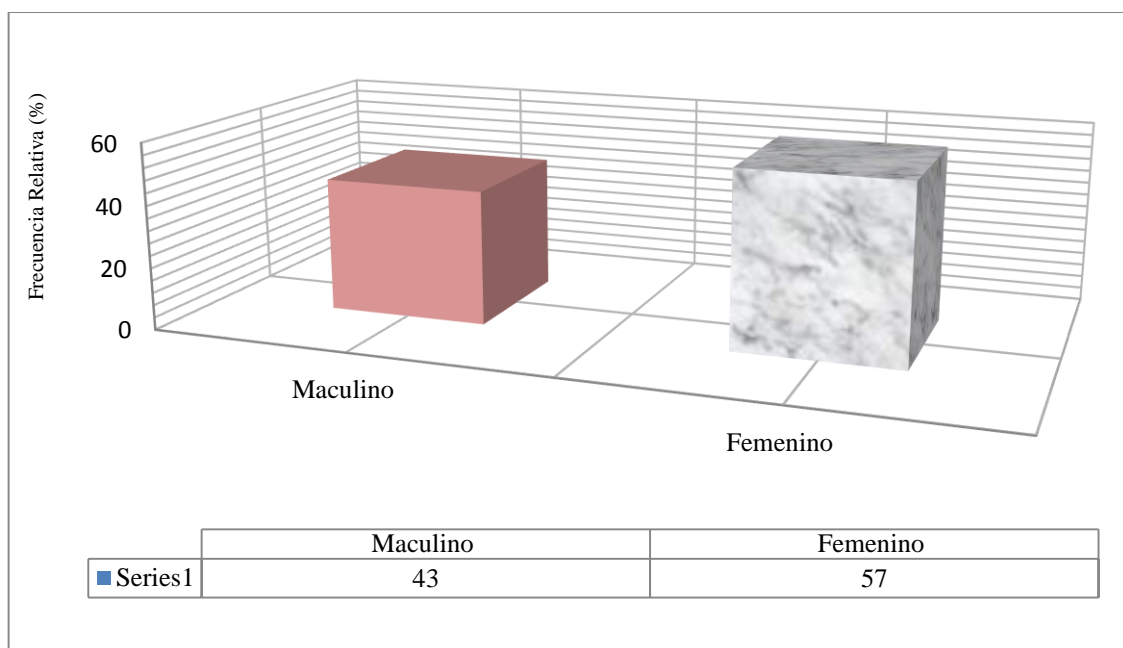 Frecuencia Relativa (%)
60
40
20
0
Maculino
Femenino
Maculino Femenino
Series1 43 57